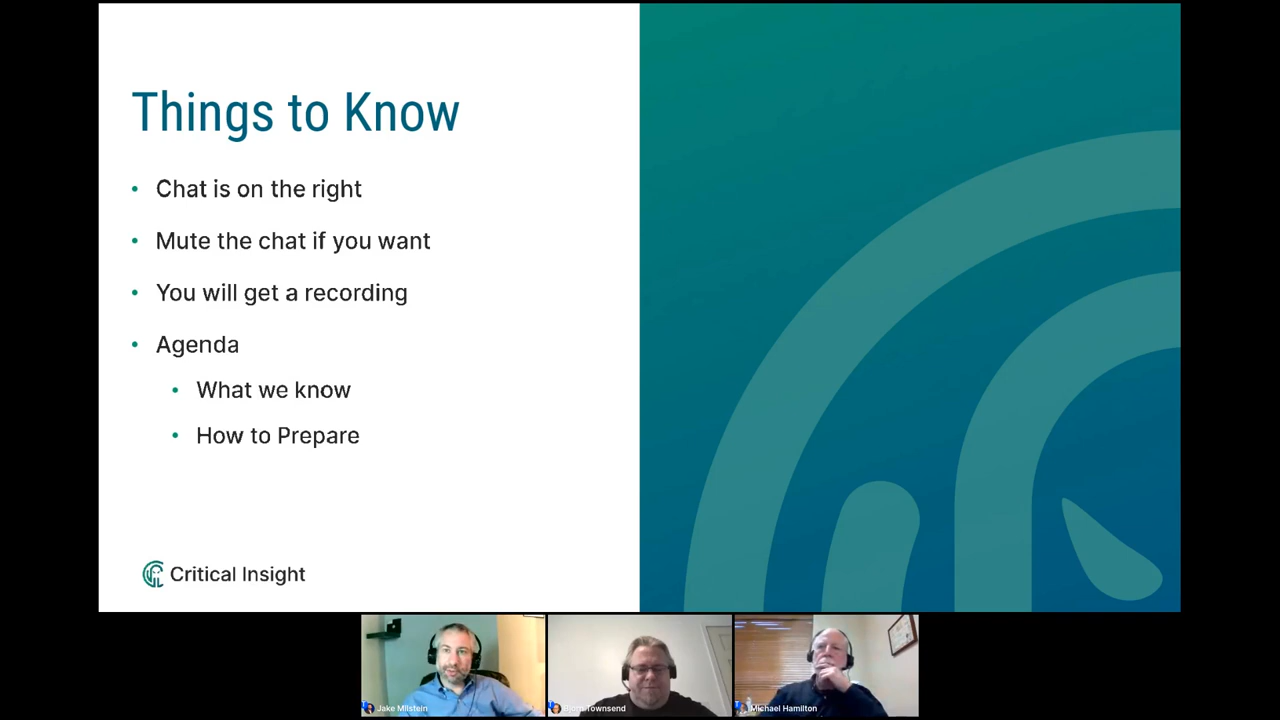 Things to Know
Chat is on the right
Mute the chat if you want
You will get a recording
Agenda
What we know
How to Prepare
Critical Insight
Jake Milstein
Townsend
Michael Hamilton